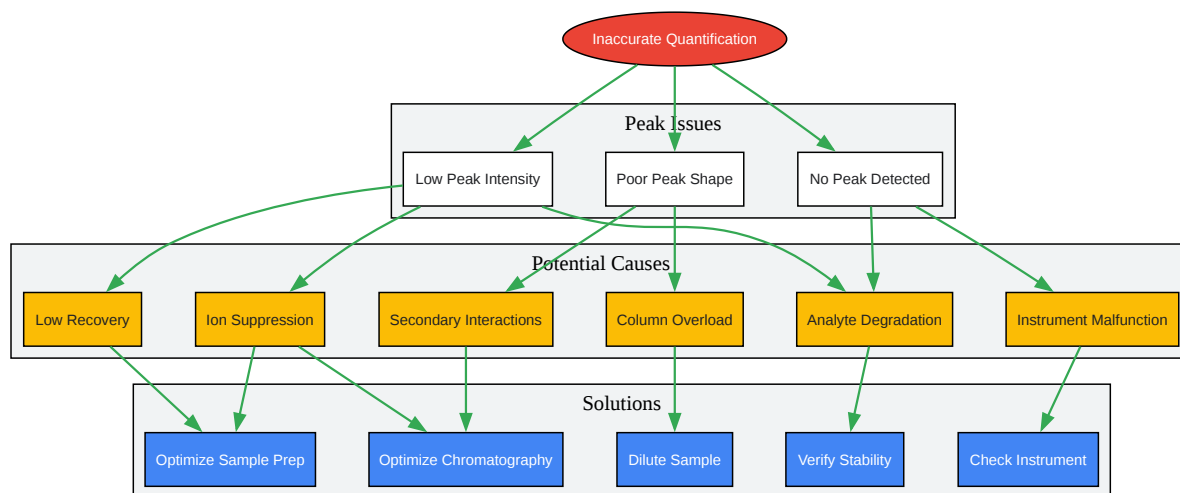 Inaccurate Quantification
Peak Issues
Low Peak Intensity
Poor Peak Shape
No Peak Detected
Potential Causes
Low Recovery
Ion Suppression
Secondary Interactions
Column Overload
Analyte Degradation
Instrument Malfunction
Solutions
Optimize Sample Prep
Optimize Chromatography
Dilute Sample
Verify Stability
Check Instrument